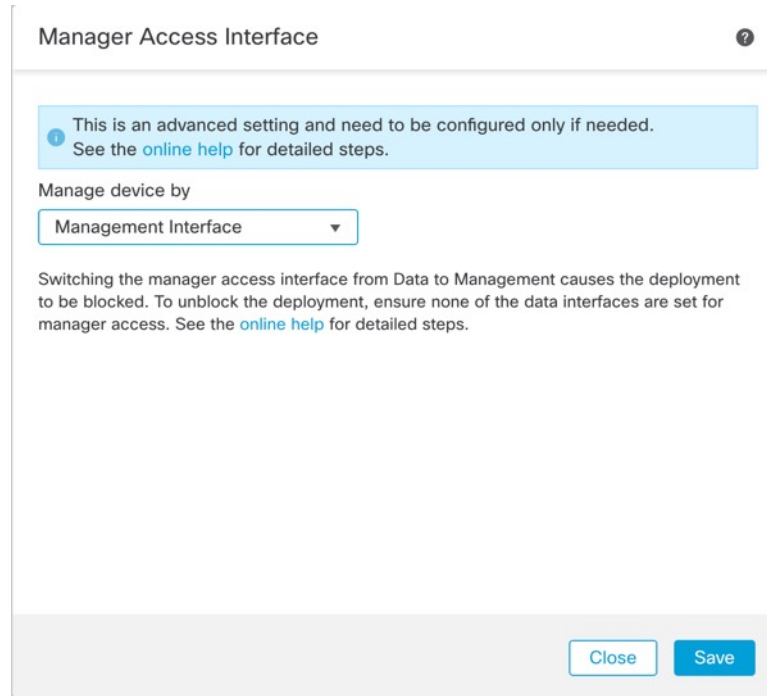 Manager Access Interface
This is an advanced setting and need to be configured only if needed.
See the online help for detailed steps.
Manage device by
Management Interface
Switching the manager access interface from Data to Management causes the deployment
to be blocked. To unblock the deployment, ensure none of the data interfaces are set for
manager access. See the online help for detailed steps.
Close
Save